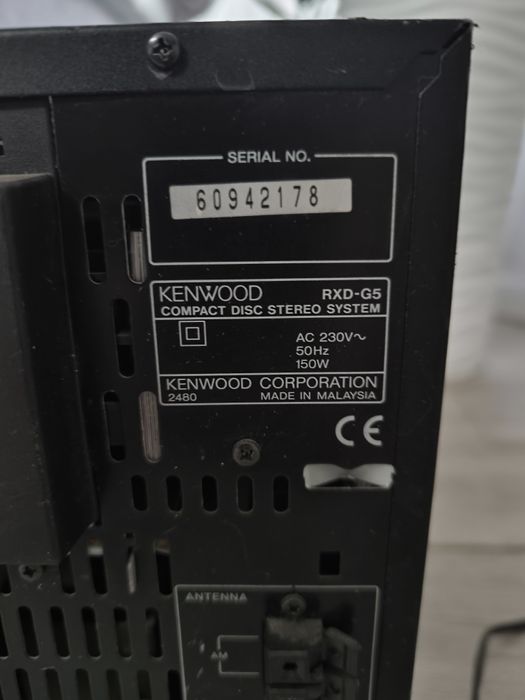 SERIAL NO.
60942178
KENWOOD RXD-G5
COMPACT DISC STEREO SYSTEM
AC 230V~
50Hz
150W
KENWOOD CORPORATION
2480 MADE IN MALAYSIA
CE
ANTENNA
AM